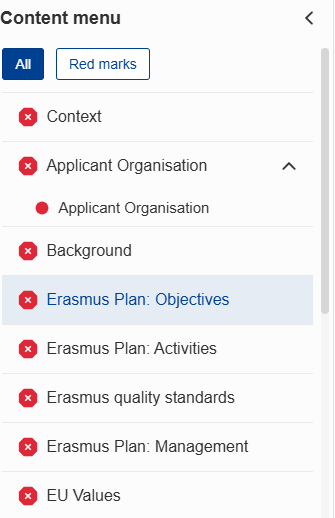 Content menu
All
Red marks
Context
Applicant Organisation
Applicant Organisation
Background
Erasmus Plan: Objectives
Erasmus Plan: Activities
Erasmus quality standards
Erasmus Plan: Management
EU Values